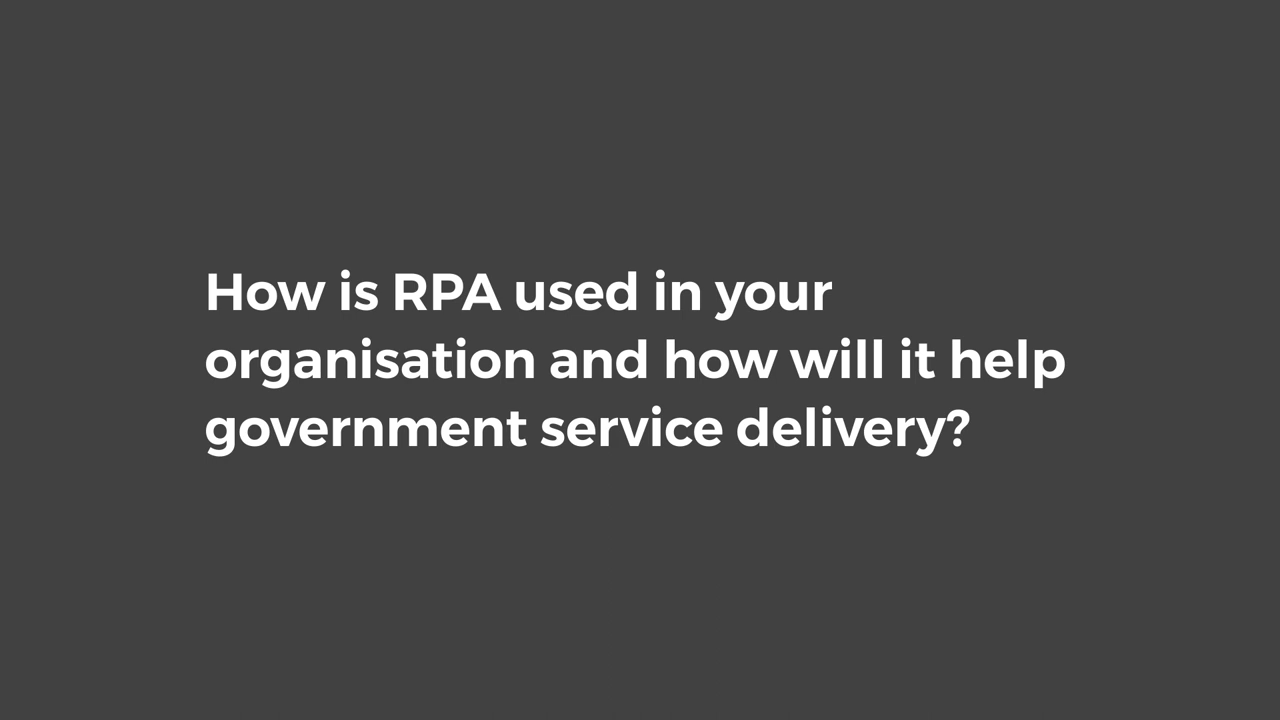 How is RPA used in your
organisation and how will it help
government service delivery?